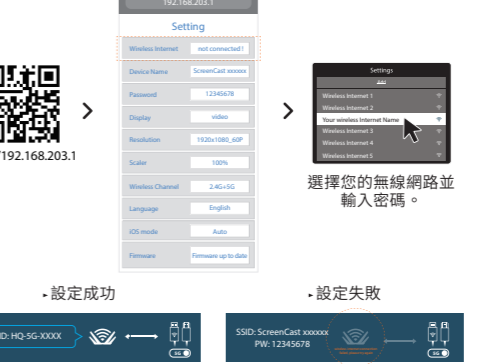 192.168.203.1
Setting
Wireless Internet not connected !
Device Name ScreenCast xxxxxx
Password 12345678
Display video
Resolution 1920x1080_60P
Scaler 100%
Wireless Channel 2.4G+5G
Language English
iOS mode Auto
Firmware Firmware up to date
/192.168.203.1
Settings
Wireless Internet 1
Wireless Internet 2
Your wireless Internet Name
Wireless Internet 3
Wireless Internet 4
Wireless Internet 5
選擇您的無線網路並
輸入密碼。
設定成功
ID: HQ-5G-XXXX
5G
設定失敗
SSID: ScreenCast xxxxxx
PW: 12345678
5G